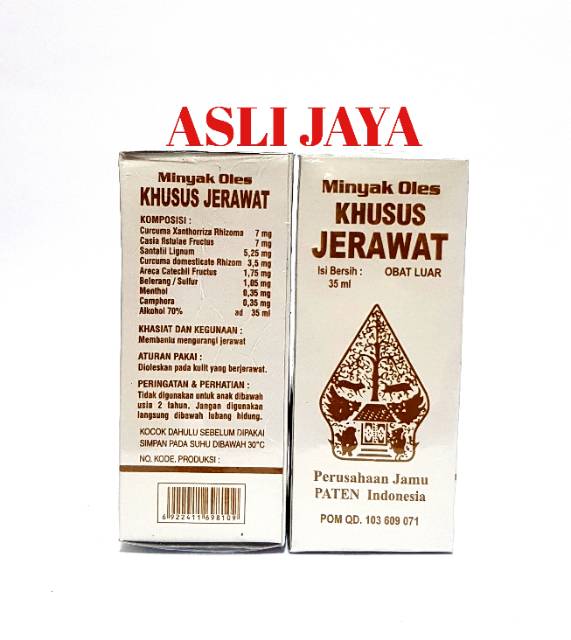 ASLI JAYA
Minyak Oles
KHUSUS JERAWAT
KOMPOSISI :
Curcuma Xanthorriza Rhizoma 7 mg
Casia fistulae Fructus 7 mg
Santatil Lignum 5,25 mg
Curcuma domesticate Rhizom 3,5 mg
Areca Catechll Fructus 1,75 mg
Belerang / Sulfur 1,05 mg
Menthol 0,35 mg
Camphora 0,35 mg
Alkohol 70% ad 35 ml
KHASIAT DAN KEGUNAAN :
Membantu mengurangi jerawat
ATURAN PAKAI :
Dioleskan pada kulit yang berjerawat.
PERINGATAN & PERHATIAN :
Tidak digunakan untuk anak dibawah
usia 2 tahun. Jangan digunakan
langsung dibawah lubang hidung.
KOCOK DAHULU SEBELUM DIPAKAI
SIMPAN PADA SUHU DIBAWAH 30°C
NO. KODE. PRODUKSI :
6922411698109
Minyak Oles
KHUSUS
JERAWAT
Isi Bersih : OBAT LUAR
35 ml
Perusahaan Jamu
PATEN Indonesia
POM QD. 103 609 071